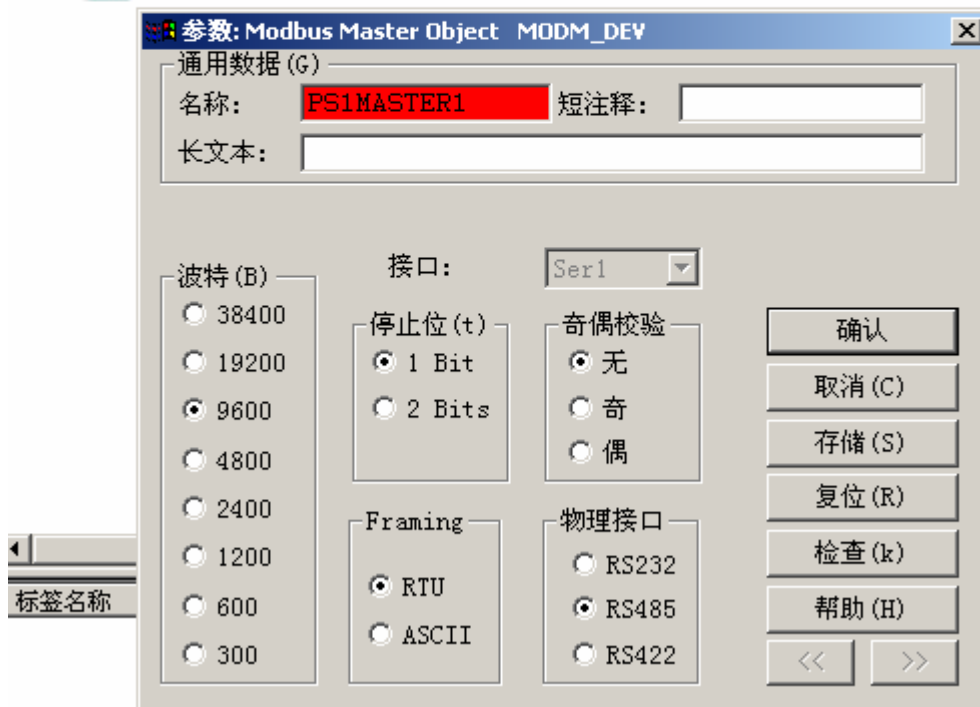 参数: Modbus Master Object MODM_DEV
通用数据(G)
名称: PS1MASTER1 短注释:
长文本:
接口: Ser1
波特(B)
38400
19200
9600
4800
2400
1200
600
300
停止位(t)
1 Bit
2 Bits
奇偶校验
无
奇
偶
Framing
RTU
ASCII
物理接口
RS232
RS485
RS422
确认
取消(C)
存储(S)
复位(R)
检查(k)
帮助(H)
<< >>
标签名称